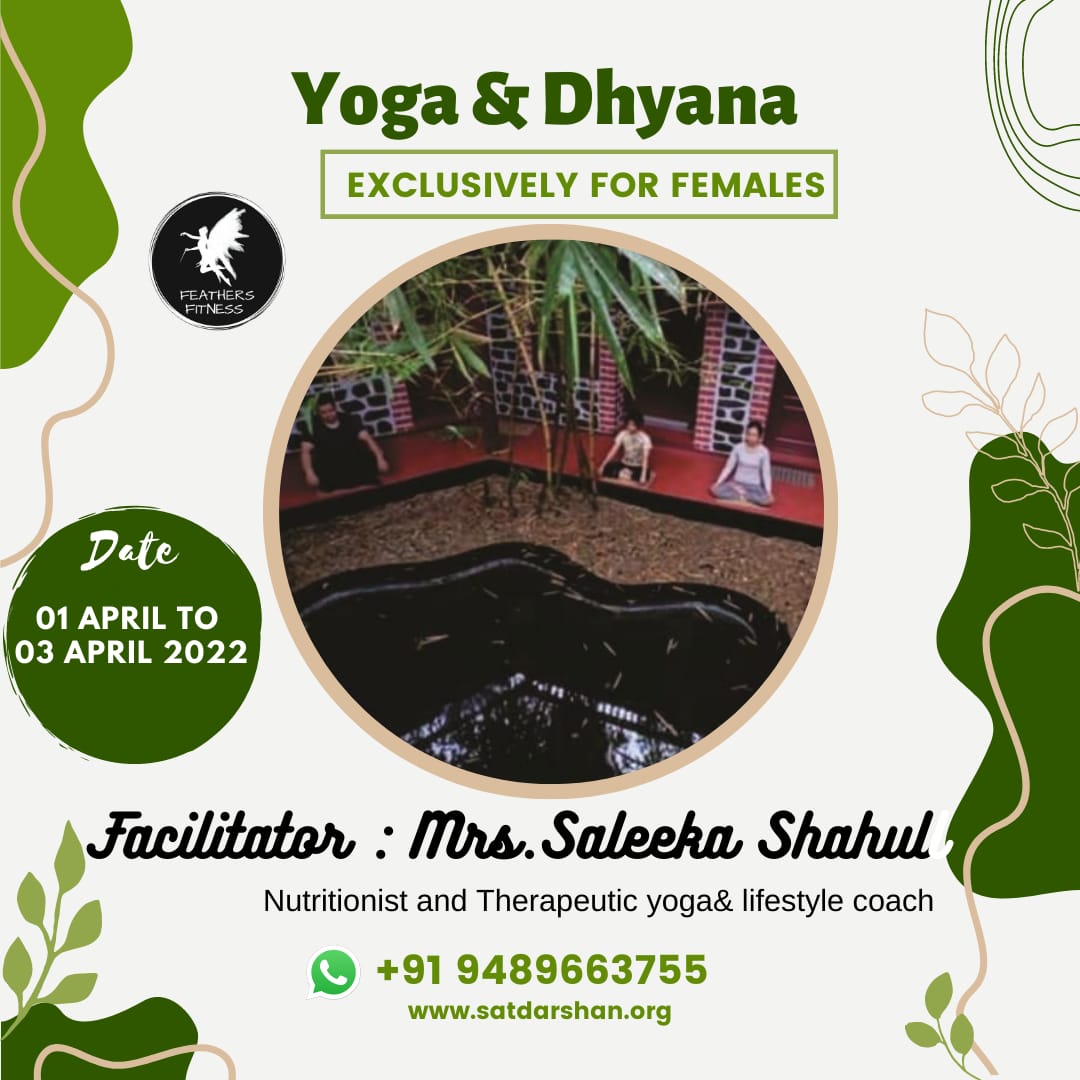 Yoga & Dhyana
EXCLUSIVELY FOR FEMALES
FEATHERS
FITNESS
Date
01 APRIL TO
03 APRIL 2022
Facilitator : Mrs.Saleeka Shahull
Nutritionist and Therapeutic yoga& lifestyle coach
+91 9489663755
www.satdarshan.org